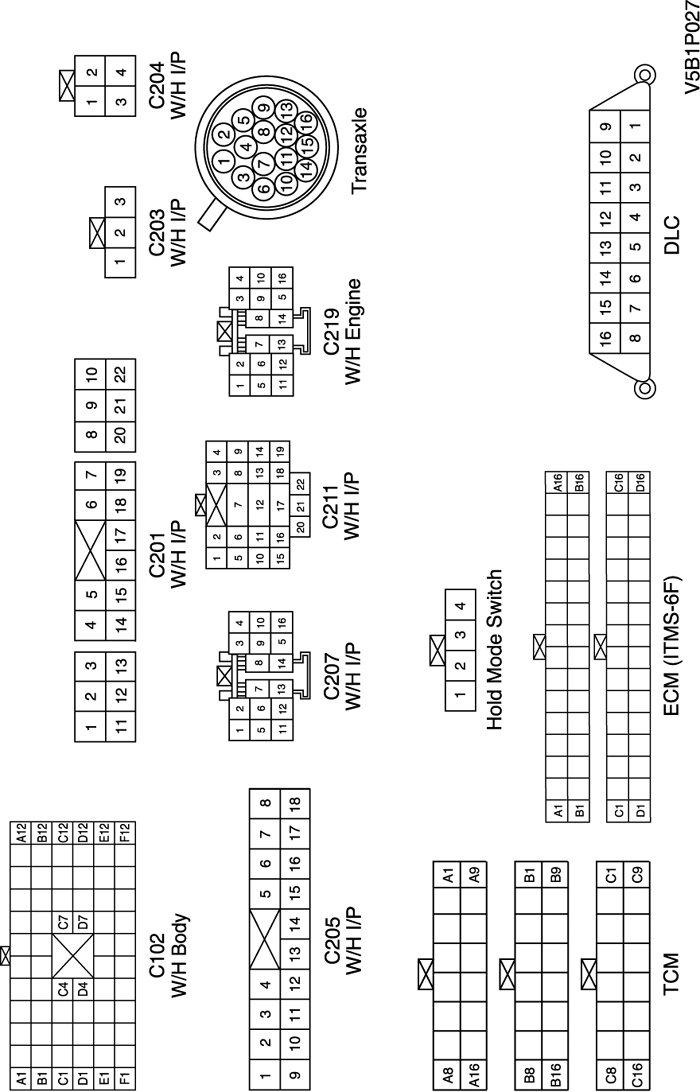 A1 A12
B1 B12
C1 C4 C7 C12
D1 D4 D7 D12
E1 E12
F1 F12
C102
W/H Body
1 2 3 4 5 6 7 8 9 10
11 12 13 14 15 16 17 18 19 20 21 22
C201
W/H I/P
1 2 3
C203
W/H I/P
1 2
3 4
C204
W/H I/P
1 2 3 4 5 6 7 8
9 10 11 12 13 14 15 16 17 18
C205
W/H I/P
1 2 3 4
5 6 7 8 9 10
11 12 13 14 5 16
C207
W/H I/P
1 2 3 4
5 6 7 8 9
10 11 12 13 14
15 16 17 18 19
20 21 22
C211
W/H I/P
1 2 3 4
5 6 7 8 9 10
11 12 13 14 5 16
C219
W/H Engine
1 2
3 4 5
6 7 8 9
10 11 12 13
14 15 16
Transaxle
A8 A1
A16 A9
B8 B1
B16 B9
C8 C1
C16 C9
TCM
1 2 3 4
Hold Mode Switch
A1 A16
B1 B16
C1 C16
D1 D16
ECM (ITMS-6F)
16 15 14 13 12 11 10 9
8 7 6 5 4 3 2 1
DLC
V5B1P027